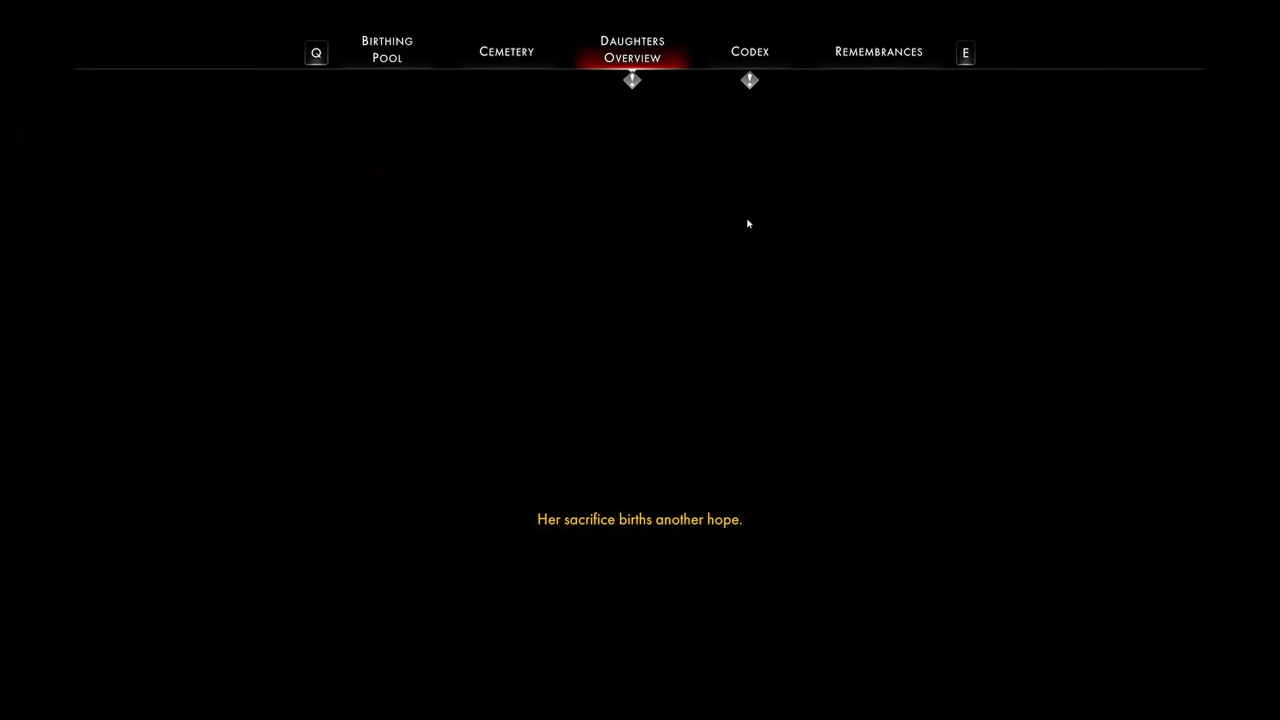 Q
Birthing
Pool
Cemetery
Daughters
Overview
Codex
Remembrances
E
!
!
Her sacrifice births another hope.